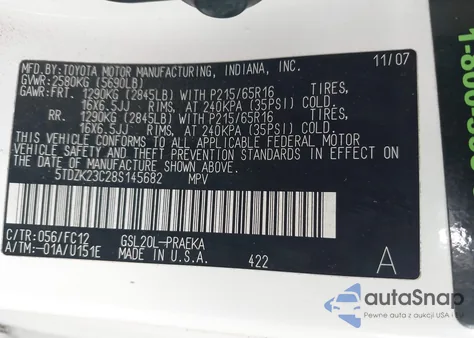 MFD. BY: TOYOTA MOTOR MANUFACTURING, INDIANA, INC. 11/07
GVWR: 2580KG (5690LB)
GAWR: FRT. 1290KG (2845LB) WITH P215/65R16 TIRES,
16X6.5JJ RIMS, AT 240KPA (35PSI) COLD.
RR. 1290KG (2845LB) WITH P215/65R16 TIRES,
16X6.5JJ RIMS, AT 240KPA (35PSI) COLD.
THIS VEHICLE CONFORMS TO ALL APPLICABLE FEDERAL MOTOR
VEHICLE SAFETY, BUMPER, AND THEFT PREVENTION STANDARDS
IN EFFECT ON THE DATE OF MANUFACTURE SHOWN ABOVE.
5TDZK23C28S145682 MPV
C/TR: 056/FC12 GSL20L-PRAEKA
A/TM: -01A/U151E MADE IN U.S.A. 422 A
autoSnap
Pewne auta z aukcji USA i